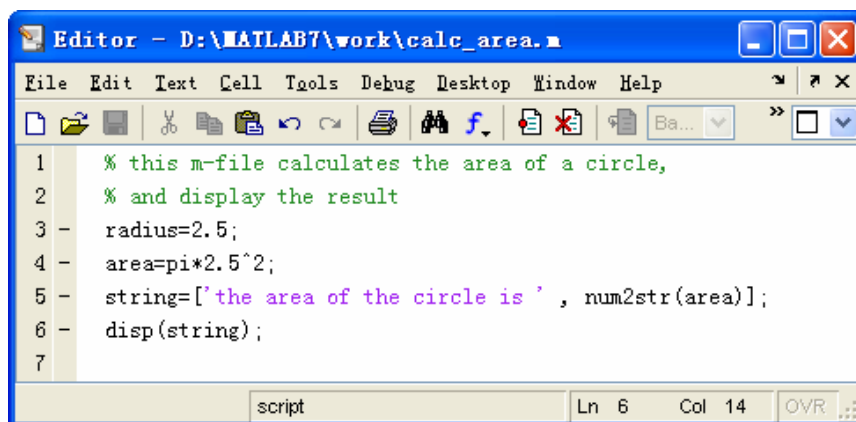 Editor - D:\MATLAB7\work\calc_area.m
File Edit Text Cell Tools Debug Desktop Window Help
Ba...
1 % this m-file calculates the area of a circle,
2 % and display the result
3 - radius=2.5;
4 - area=pi*2.5^2;
5 - string=['the area of the circle is ' , num2str(area)];
6 - disp(string);
7
script Ln 6 Col 14 OVR